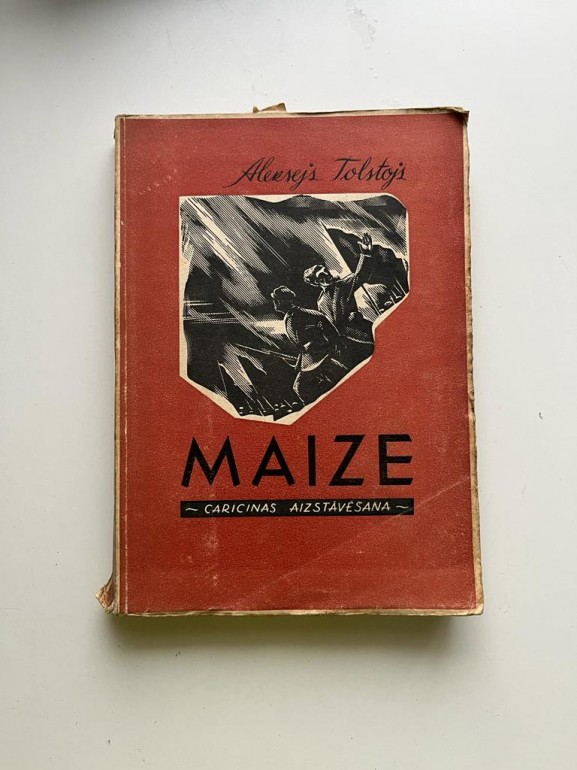 Aleksejs Tolstojs
MAIZE
~ CARICINAS AIZSTĀVĒŠANA ~